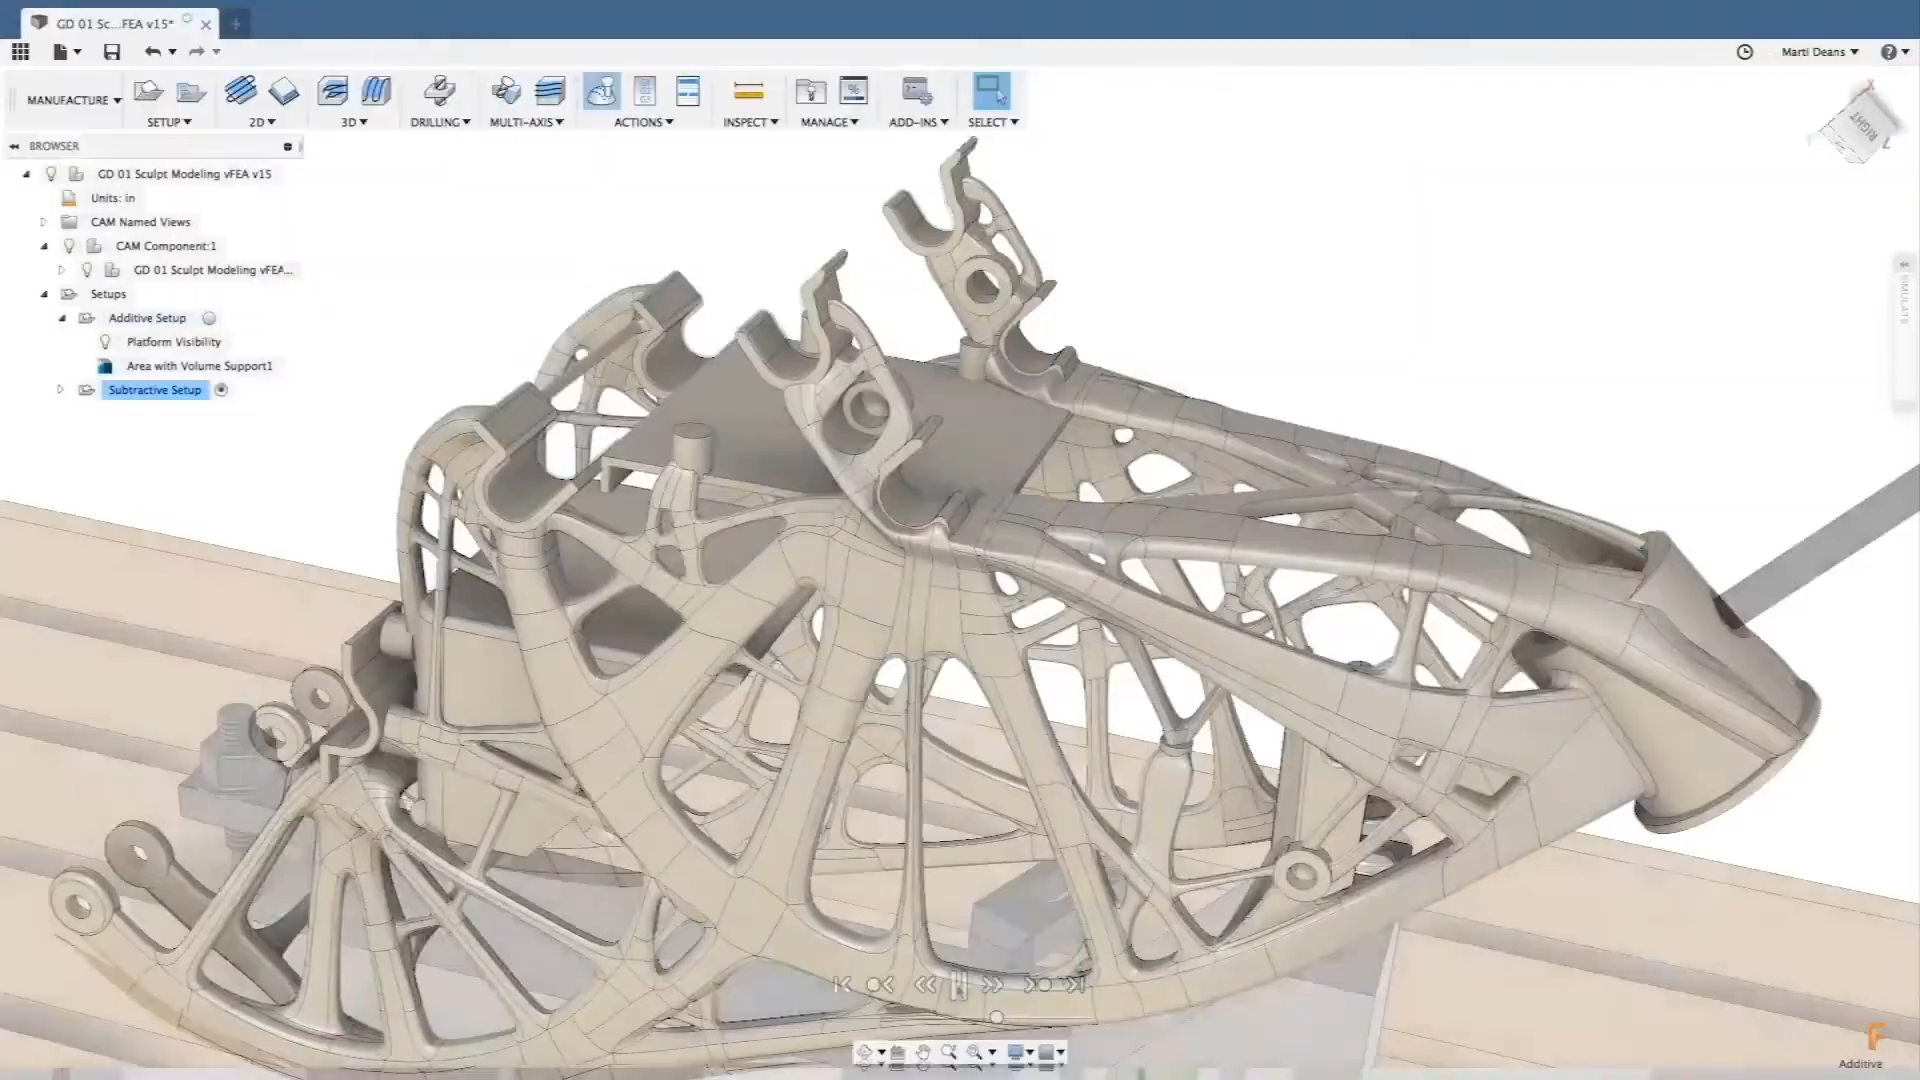 GD 01 Sc...FEA v15*
Marti Deans
MANUFACTURE
SETUP
2D
3D
DRILLING
MULTI-AXIS
ACTIONS
INSPECT
MANAGE
ADD-INS
SELECT
RIGHT
BROWSER
GD 01 Sculpt Modeling vFEA v15
Units: in
CAM Named Views
CAM Component:1
GD 01 Sculpt Modeling vFEA...
Setups
Additive Setup
Platform Visibility
Area with Volume Support1
Subtractive Setup
SIMULATE
Additive